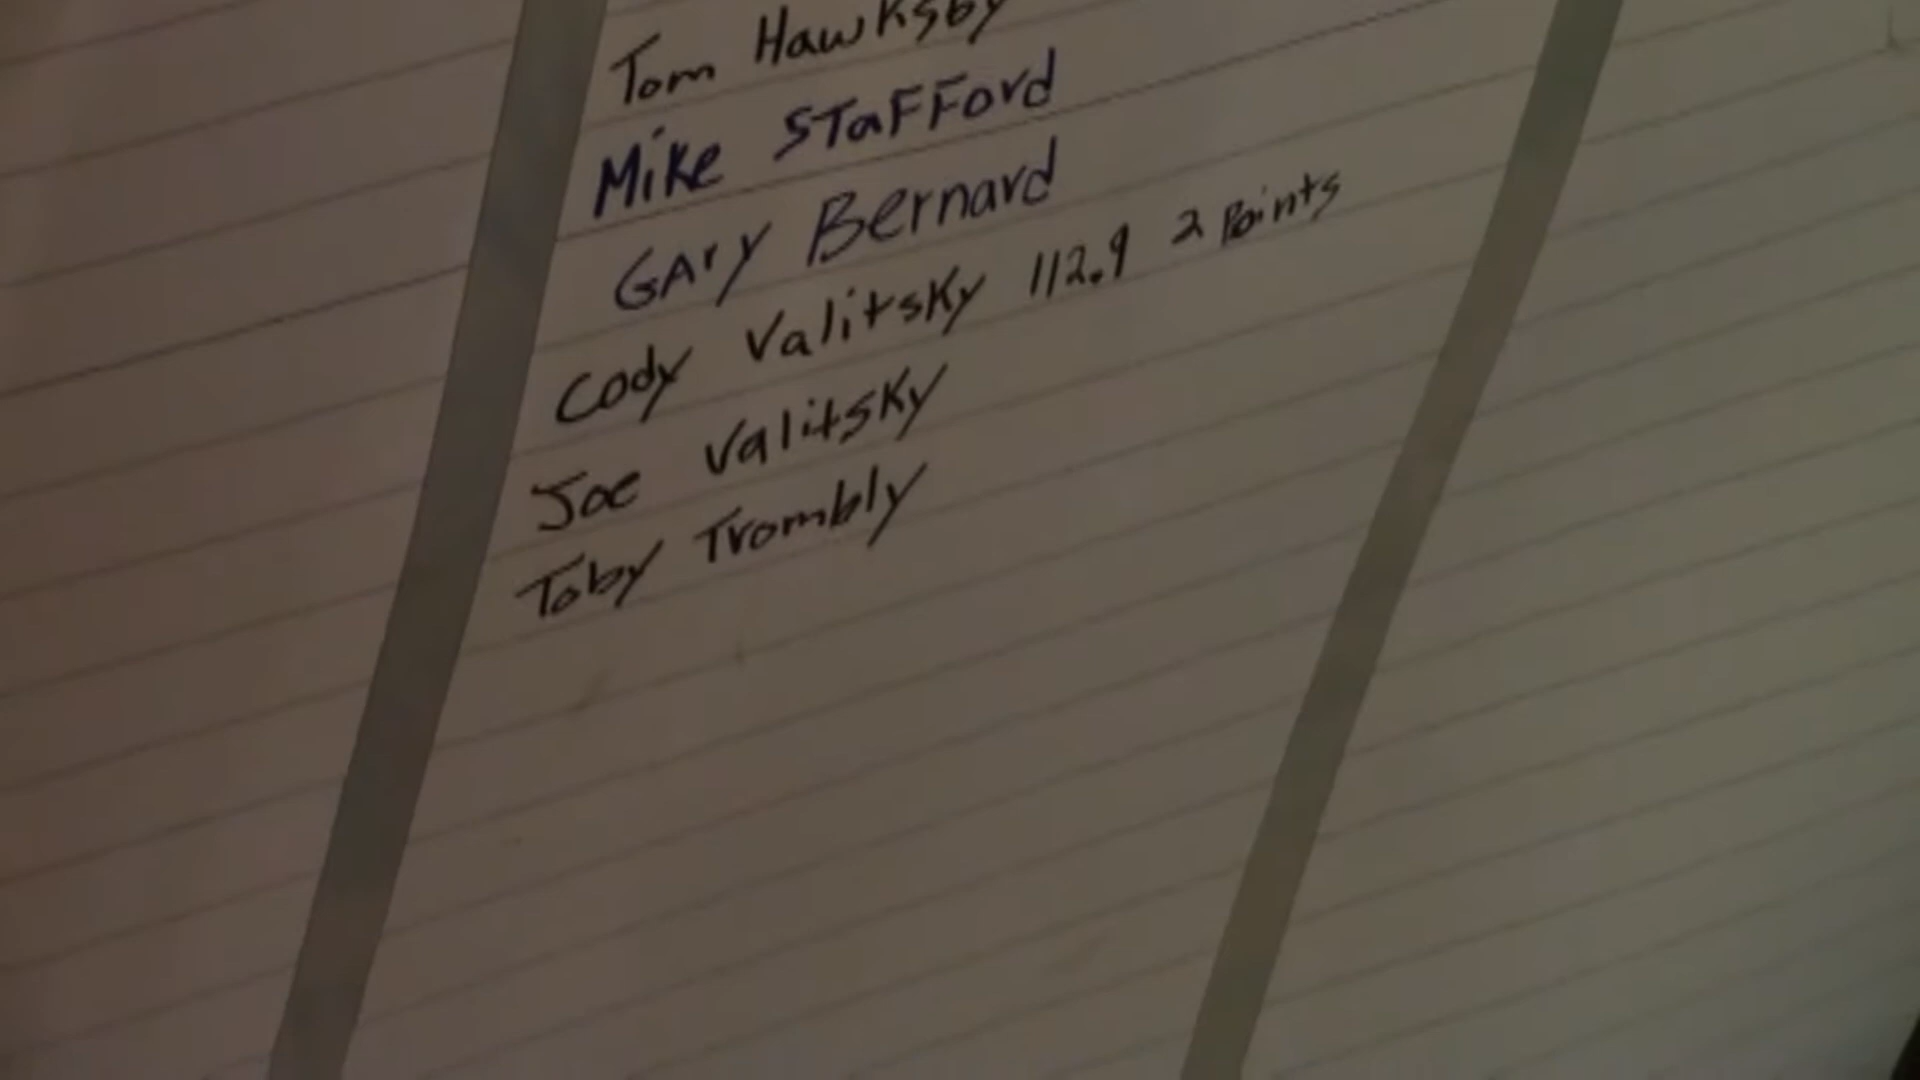 Tom Hawksby
Mike STaFFord
GAry Bernard
Cody Valitsky 112.9 2 Points
Joe Valitsky
Toby Trombly